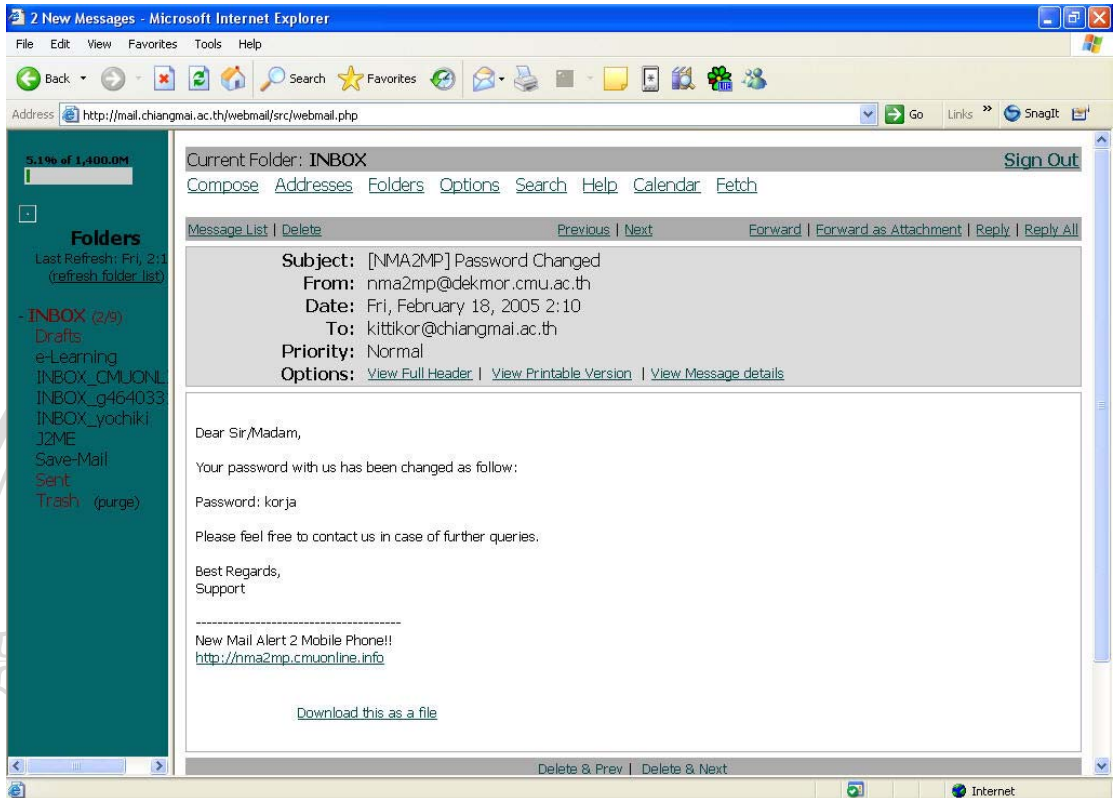 2 New Messages - Microsoft Internet Explorer
File Edit View Favorites Tools Help
Back Search Favorites
Address http://mail.chiangmai.ac.th/webmail/src/webmail.php Go Links » SnagIt
5.1% of 1,400.0M
Folders
Last Refresh: Fri, 2:1
(refresh folder list)
- INBOX (2/9)
Drafts
e-Learning
INBOX_CMUONL
INBOX_g464033
INBOX_yochiki
J2ME
Save-Mail
Sent
Trash (purge)
Current Folder: INBOX Sign Out
Compose Addresses Folders Options Search Help Calendar Fetch
Message List | Delete Previous | Next Forward | Forward as Attachment | Reply | Reply All
Subject: [NMA2MP] Password Changed
From: nma2mp@dekmor.cmu.ac.th
Date: Fri, February 18, 2005 2:10
To: kittikor@chiangmai.ac.th
Priority: Normal
Options: View Full Header | View Printable Version | View Message details
Dear Sir/Madam,
Your password with us has been changed as follow:
Password: korja
Please feel free to contact us in case of further queries.
Best Regards,
Support
--------------------------------------
New Mail Alert 2 Mobile Phone!!
http://nma2mp.cmuonline.info
Download this as a file
Delete & Prev | Delete & Next
Internet